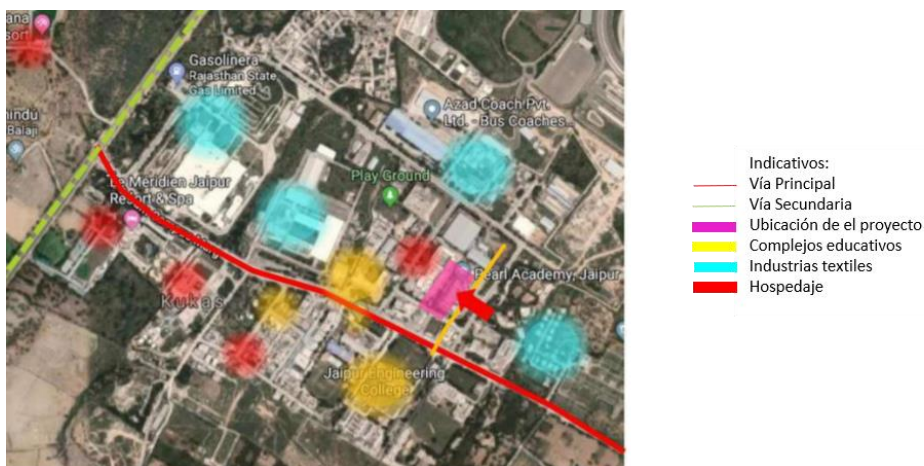 Gasolinera
Rajasthan State
Gas Limited
Azad Coach Pvt.
Ltd. - Bus Coaches...
Balaji
Le Meridien Jaipur
Resort & Spa
Play Ground
Pearl Academy, Jaipur
Kukas
Jaipur Engineering
College
Indicativos:
Vía Principal
Vía Secundaria
Ubicación de el proyecto
Complejos educativos
Industrias textiles
Hospedaje